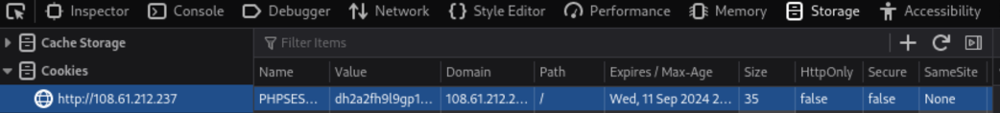 Inspector Console Debugger Network Style Editor Performance Memory Storage Accessibility
Cache Storage Filter Items
Cookies Name Value Domain Path Expires / Max-Age Size HttpOnly Secure SameSite
http://108.61.212.237 PHPSES... dh2a2fh9l9gp1... 108.61.212.2... / Wed, 11 Sep 2024 2... 35 false false None